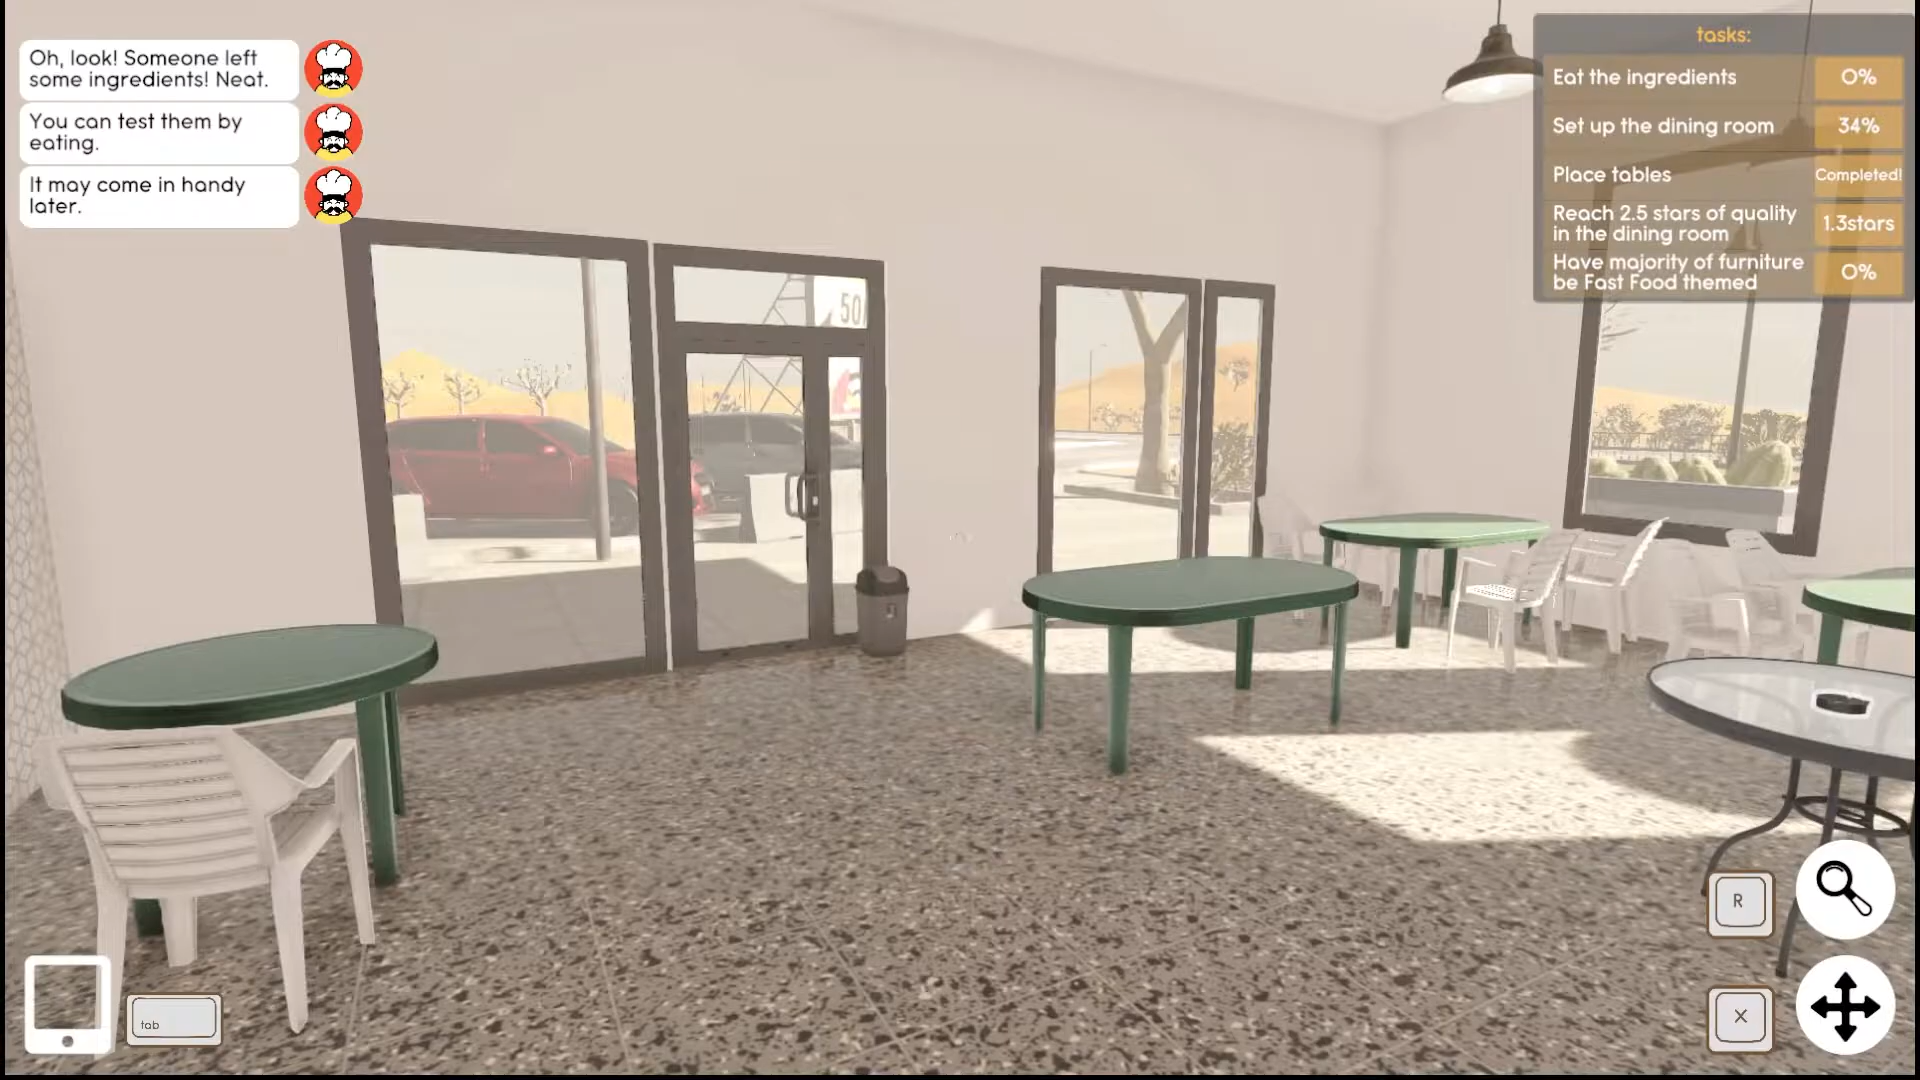 Oh, look! Someone left
some ingredients! Neat.
You can test them by
eating.
It may come in handy
later.
tasks:
Eat the ingredients 0%
Set up the dining room 34%
Place tables Completed!
Reach 2.5 stars of quality
in the dining room 1.3stars
Have majority of furniture
be Fast Food themed 0%
50
R
X
tab